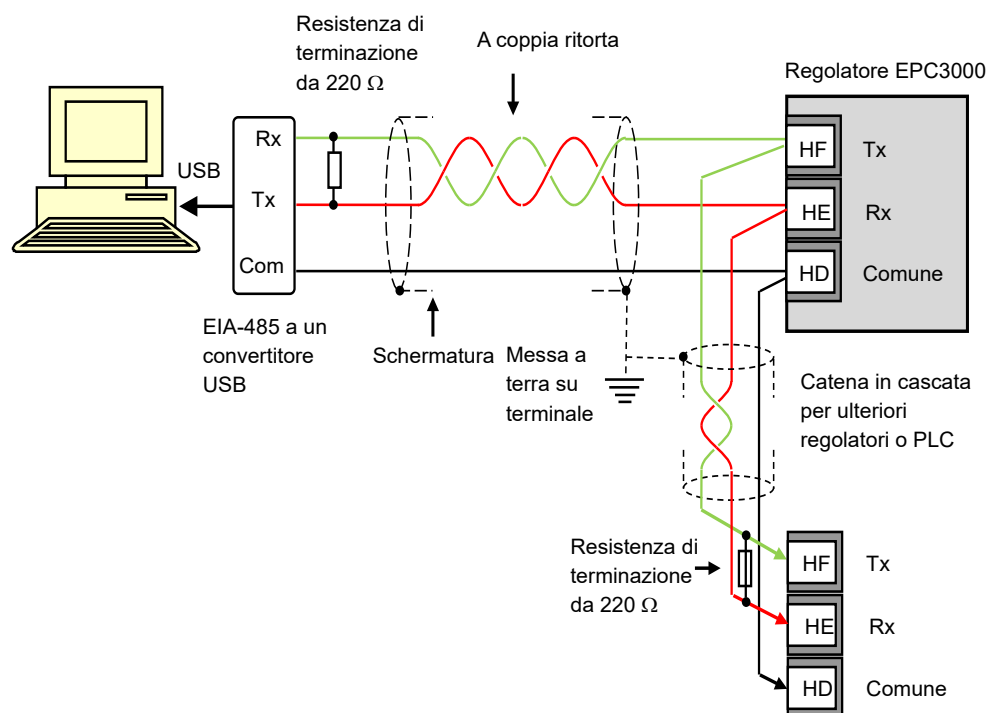 Resistenza di
terminazione
da 220 Ω
A coppia ritorta
Regolatore EPC3000
USB
Rx
Tx
Com
HF
Tx
HE
Rx
HD
Comune
EIA-485 a un
convertitore
USB
Schermatura
Messa a
terra su
terminale
Catena in cascata
per ulteriori
regolatori o PLC
Resistenza di
terminazione
da 220 Ω
HF
Tx
HE
Rx
HD
Comune